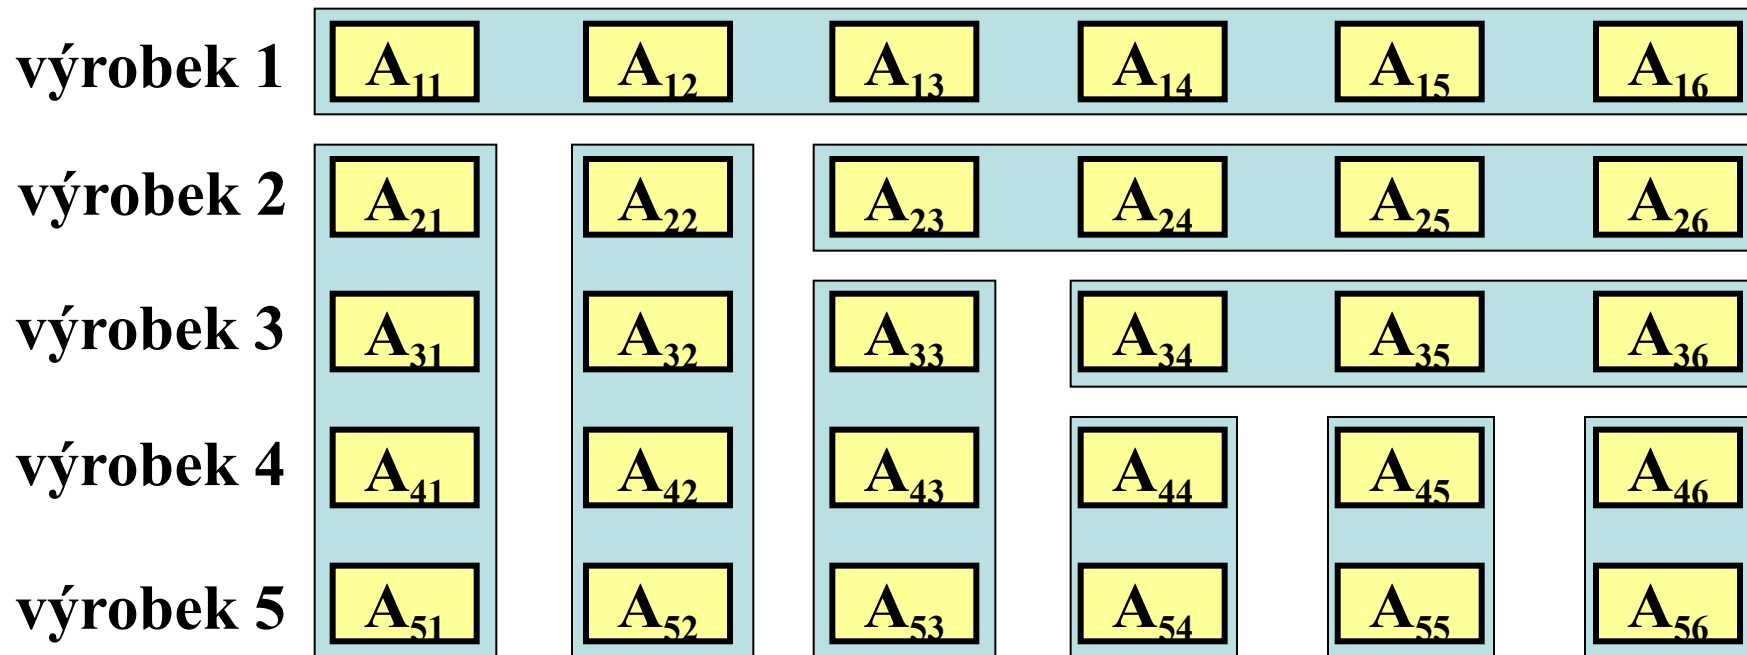 výrobek 1 A11 A12 A13 A14 A15 A16
výrobek 2 A21 A22 A23 A24 A25 A26
výrobek 3 A31 A32 A33 A34 A35 A36
výrobek 4 A41 A42 A43 A44 A45 A46
výrobek 5 A51 A52 A53 A54 A55 A56